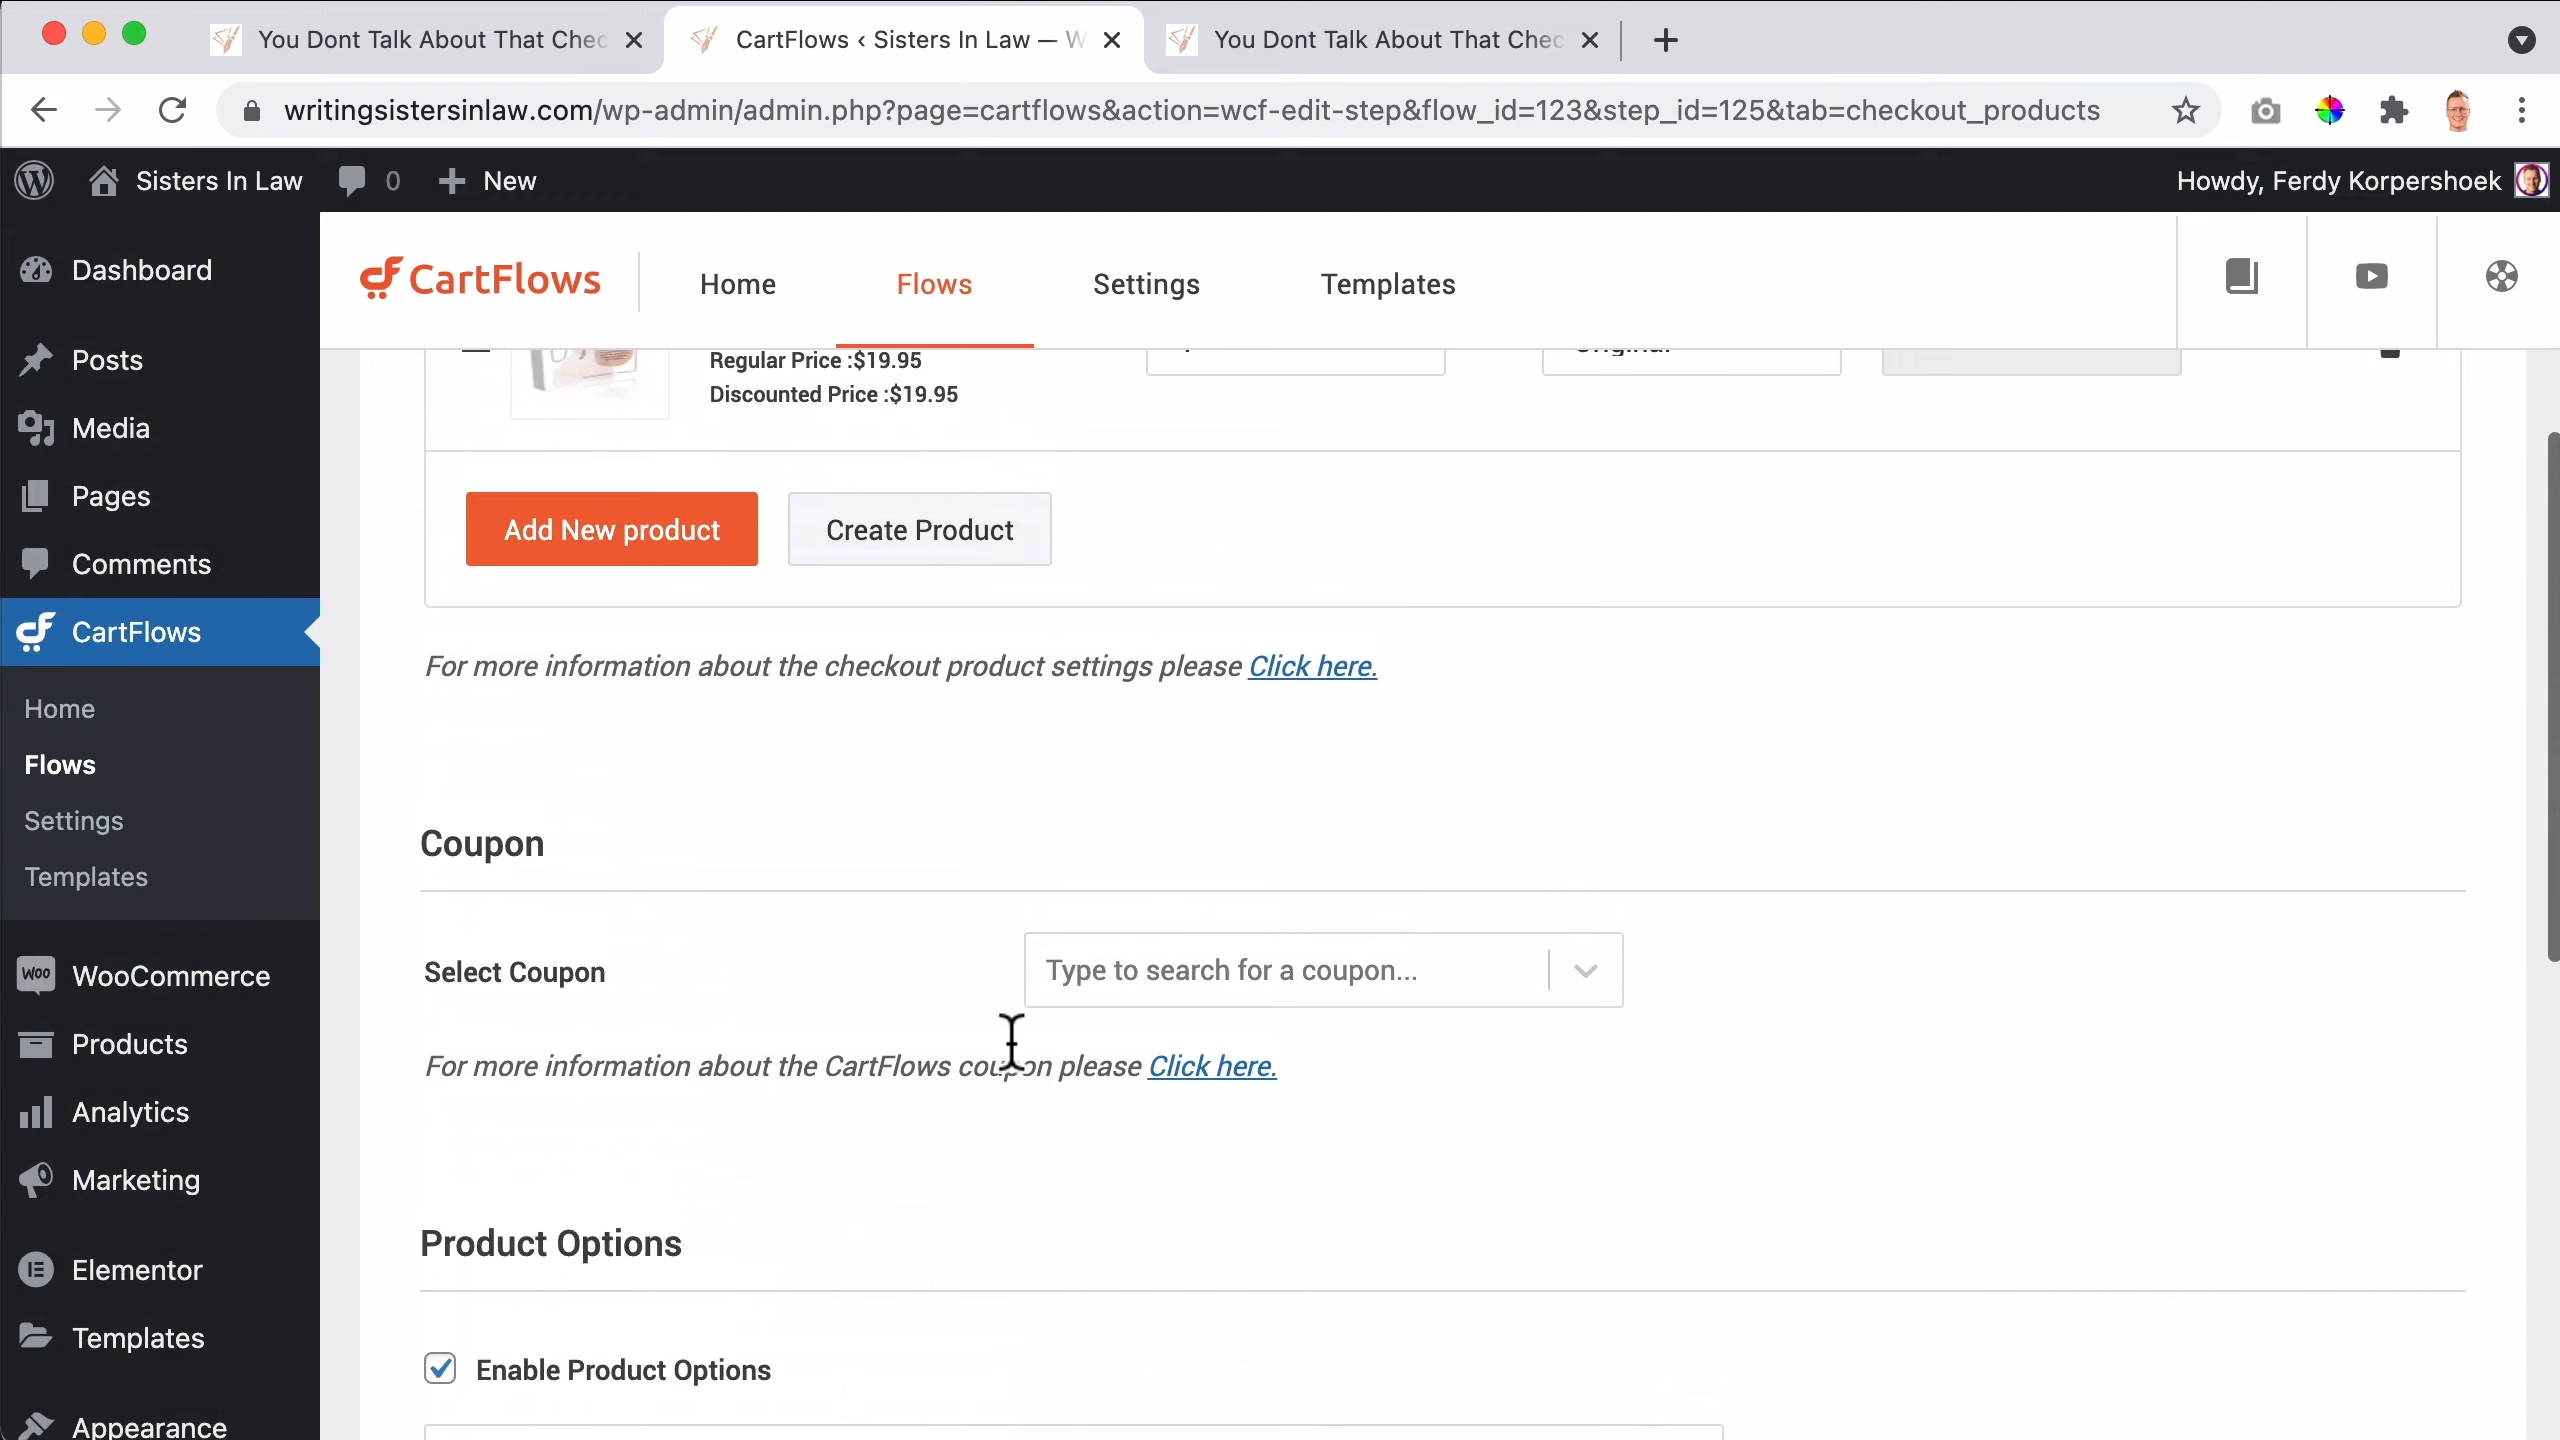 You Dont Talk About That Chec
CartFlows ‹ Sisters In Law — W
You Dont Talk About That Chec
writingsistersinlaw.com/wp-admin/admin.php?page=cartflows&action=wcf-edit-step&flow_id=123&step_id=125&tab=checkout_products
Sisters In Law
0
New
Howdy, Ferdy Korpershoek
CartFlows
Home
Flows
Settings
Templates
Dashboard
Posts
Media
Pages
Comments
CartFlows
Home
Flows
Settings
Templates
Woo
WooCommerce
Products
Analytics
Marketing
Elementor
Templates
Appearance
Regular Price :$19.95
Discounted Price :$19.95
Add New product
Create Product
For more information about the checkout product settings please Click here.
Coupon
Select Coupon
Type to search for a coupon...
For more information about the CartFlows coupon please Click here.
Product Options
Enable Product Options